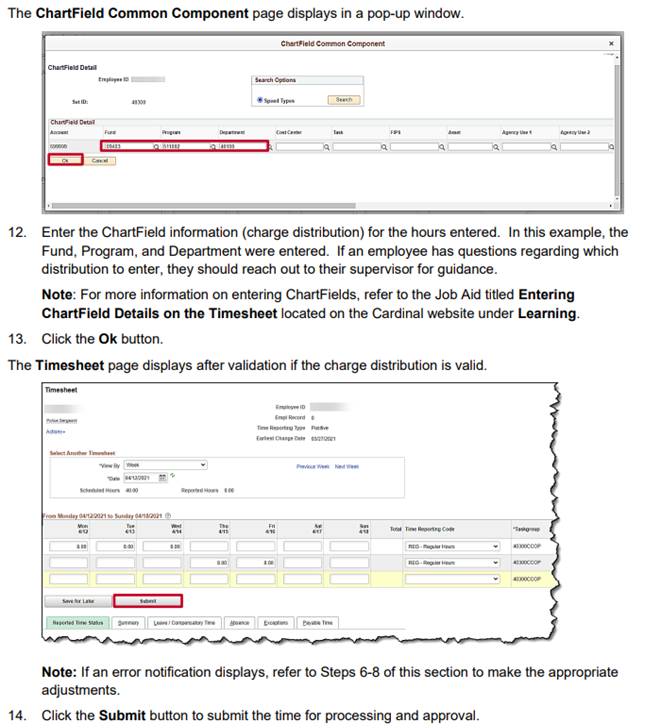 The ChartField Common Component page displays in a pop-up window.
ChartField Common Component
×
ChartField Detail
Employee ID
Search Options
Set ID:
40300
Speed Types
Search
ChartField Detail
Account Fund Program Department Cost Center Task FIPS Asset Agency Use 1 Agency Use 2
Ok Cancel
12. Enter the ChartField information (charge distribution) for the hours entered. In this example, the
Fund, Program, and Department were entered. If an employee has questions regarding which
distribution to enter, they should reach out to their supervisor for guidance.
Note: For more information on entering ChartFields, refer to the Job Aid titled Entering
ChartField Details on the Timesheet located on the Cardinal website under Learning.
13. Click the Ok button.
The Timesheet page displays after validation if the charge distribution is valid.
Timesheet
Employee ID
Empl Record 0
Actions
Time Reporting Type Positive
Earliest Change Date 03/27/2021
Select Another Timesheet
*View By Week
Previous Week Next Week
*Date 04/12/2021
Scheduled Hours 40.00 Reported Hours 0.00
From Monday 04/12/2021 to Sunday 04/18/2021
Mon Tue Wed Thu Fri Sat Sun Total Time Reporting Code *Taskgroup
4/12 4/13 4/14 4/15 4/16 4/17 4/18
8.00 8.00 8.00 REG - Regular Hours 40300CCOP
8.00 8.00 REG - Regular Hours 40300CCOP
40300CCOP
Save for Later Submit
Reported Time Status Summary Leave / Compensatory Time Absence Exceptions Payable Time
Note: If an error notification displays, refer to Steps 6-8 of this section to make the appropriate
adjustments.
14. Click the Submit button to submit the time for processing and approval.